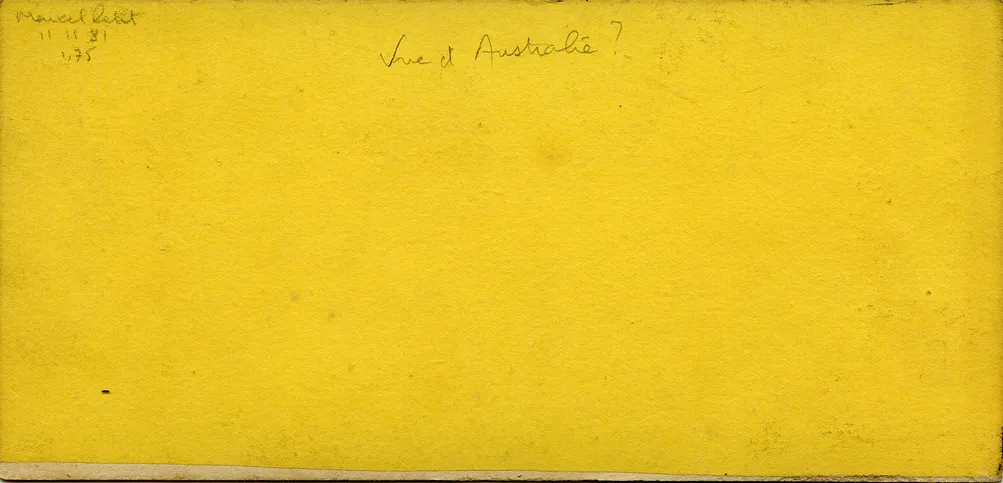 Marcel Petit
11 11 81
1,75
Vue d'Australie ?